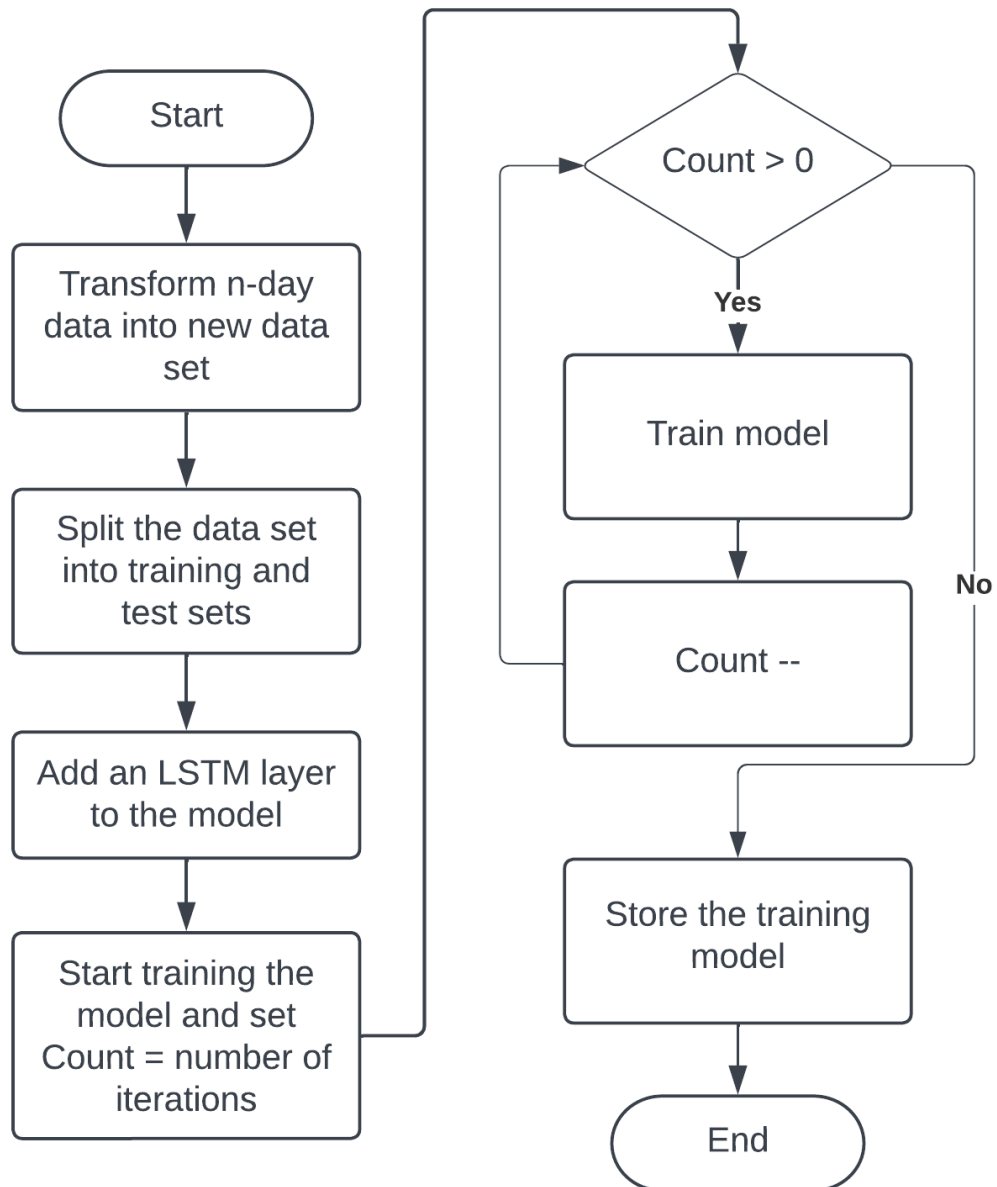 Start
Transform n-day
data into new data
set
Split the data set
into training and
test sets
Add an LSTM layer
to the model
Start training the
model and set
Count = number of
iterations
Count > 0
Yes
Train model
Count --
No
Store the training
model
End